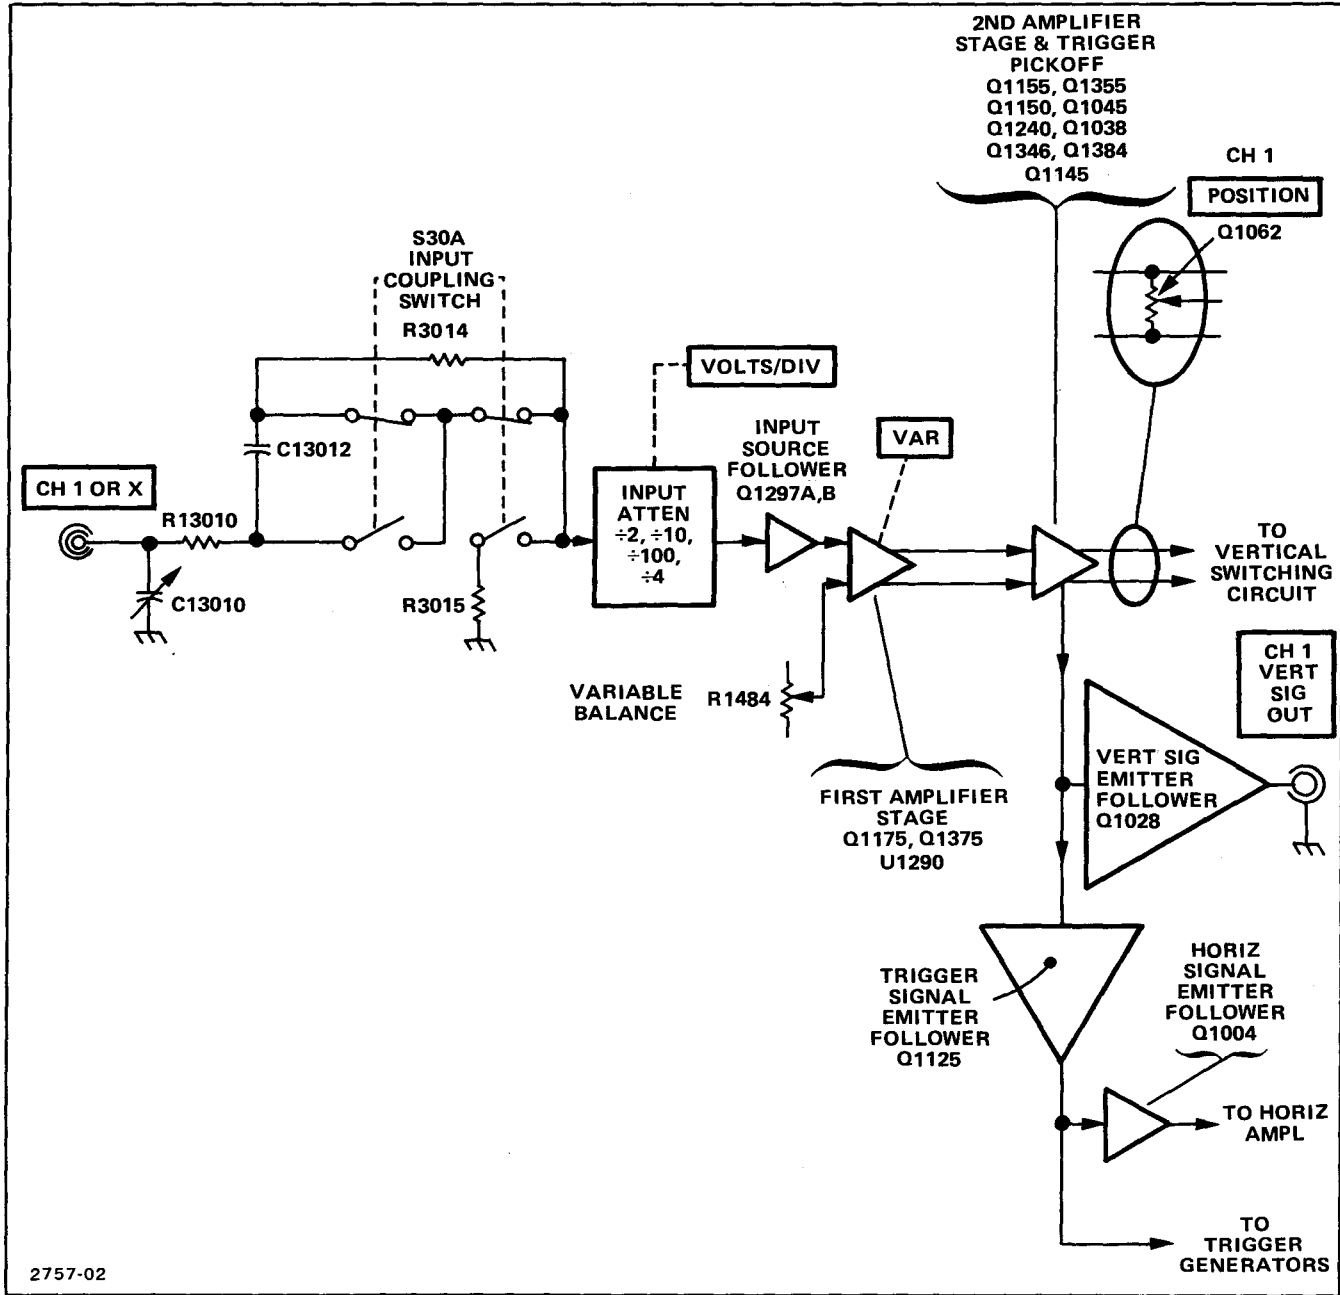 2ND AMPLIFIER
STAGE & TRIGGER
PICKOFF
Q1155, Q1355
Q1150, Q1045
Q1240, Q1038
Q1346, Q1384
Q1145
CH 1
POSITION
Q1062
S30A
INPUT
COUPLING
SWITCH
R3014
VOLTS/DIV
C13012
INPUT
SOURCE
FOLLOWER
Q1297A,B
VAR
CH 1 OR X
R13010
INPUT
ATTEN
÷2, ÷10,
÷100,
÷4
TO
VERTICAL
SWITCHING
CIRCUIT
C13010
R3015
VARIABLE
BALANCE
R1484
CH 1
VERT
SIG
OUT
VERT SIG
EMITTER
FOLLOWER
Q1028
FIRST AMPLIFIER
STAGE
Q1175, Q1375
U1290
TRIGGER
SIGNAL
EMITTER
FOLLOWER
Q1125
HORIZ
SIGNAL
EMITTER
FOLLOWER
Q1004
TO HORIZ
AMPL
TO
TRIGGER
GENERATORS
2757-02